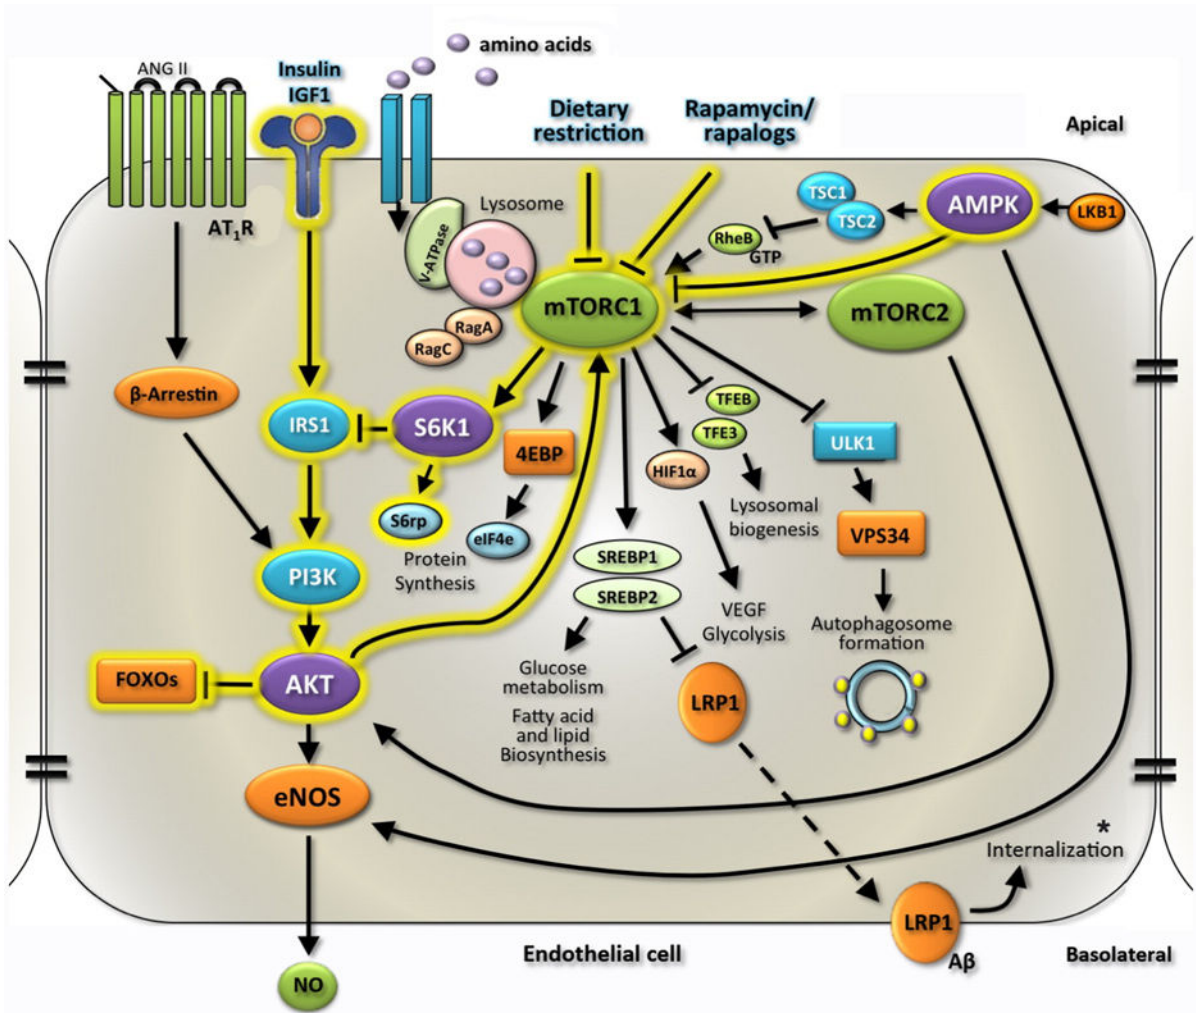 amino acids
ANG II
Insulin
IGF1
Dietary
restriction
Rapamycin/
rapalogs
Apical
AT1R
V-ATPase
Lysosome
TSC1
TSC2
AMPK
LKB1
RheB
GTP
mTORC1
mTORC2
RagA
RagC
β-Arrestin
IRS1
S6K1
4EBP
TFEB
TFE3
HIF1α
ULK1
S6rp
eIF4e
Protein
Synthesis
Lysosomal
biogenesis
VPS34
SREBP1
SREBP2
PI3K
VEGF
Glycolysis
Autophagosome
formation
FOXOs
AKT
Glucose
metabolism
Fatty acid
and lipid
Biosynthesis
LRP1
eNOS
*
Internalization
LRP1
Aβ
Endothelial cell
Basolateral
NO